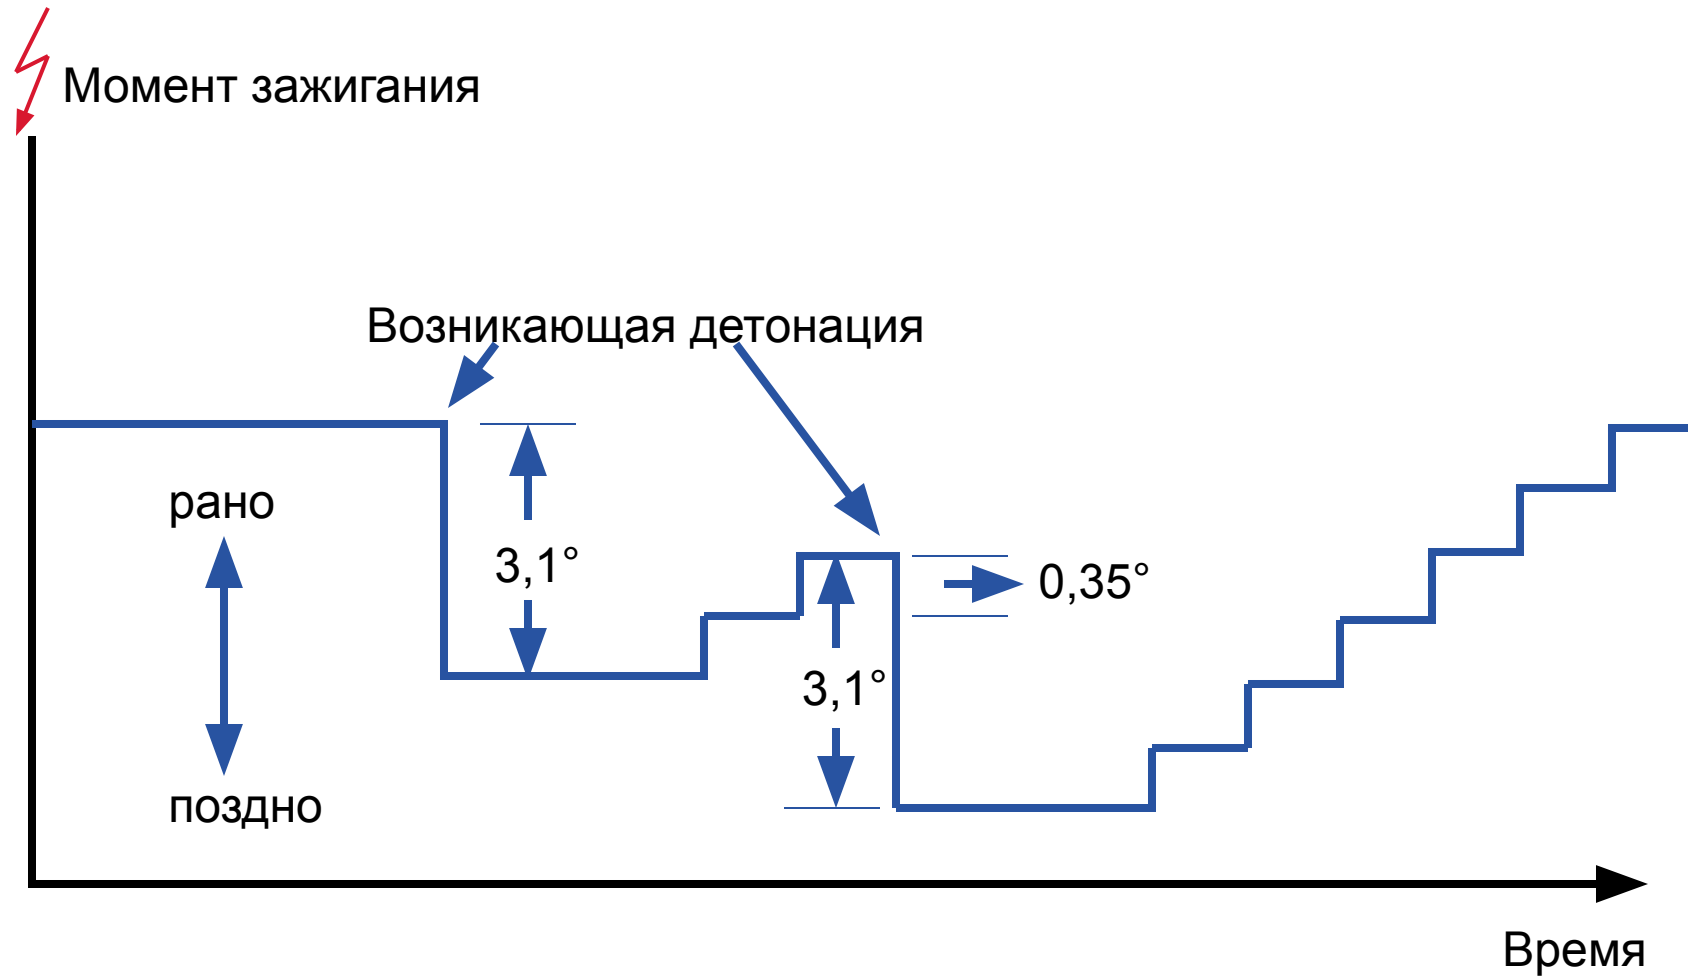 Момент зажигания
Возникающая детонация
рано
3,1°
0,35°
3,1°
поздно
Время